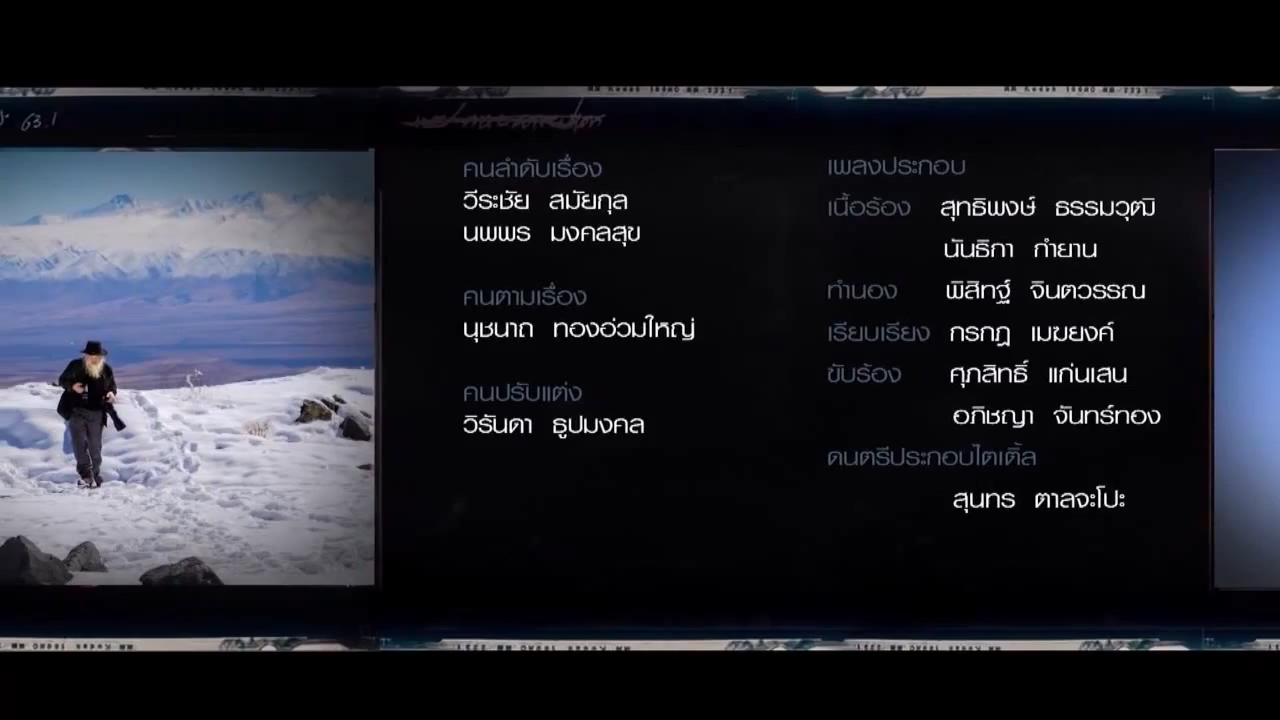 63.1
คนลำดับเรื่อง
วีระชัย สมัยกุล
นพพร มงคลสุข
คนตามเรื่อง
นุชนาถ ทองอ่วมใหญ่
คนปรับแต่ง
วิรันดา ธูปมงคล
เพลงประกอบ
เนื้อร้อง สุทธิพงษ์ ธรรมวุฒิ
นันธิกา กำยาน
ทำนอง พิสิทฐ์ จินตวรรณ
เรียบเรียง กรกฎ เมฆยงค์
ขับร้อง ศุภสิทธิ์ แก่นเสน
อภิชญา จันทร์ทอง
ดนตรีประกอบไตเติ้ล
สุนทร ตาลจะโปะ